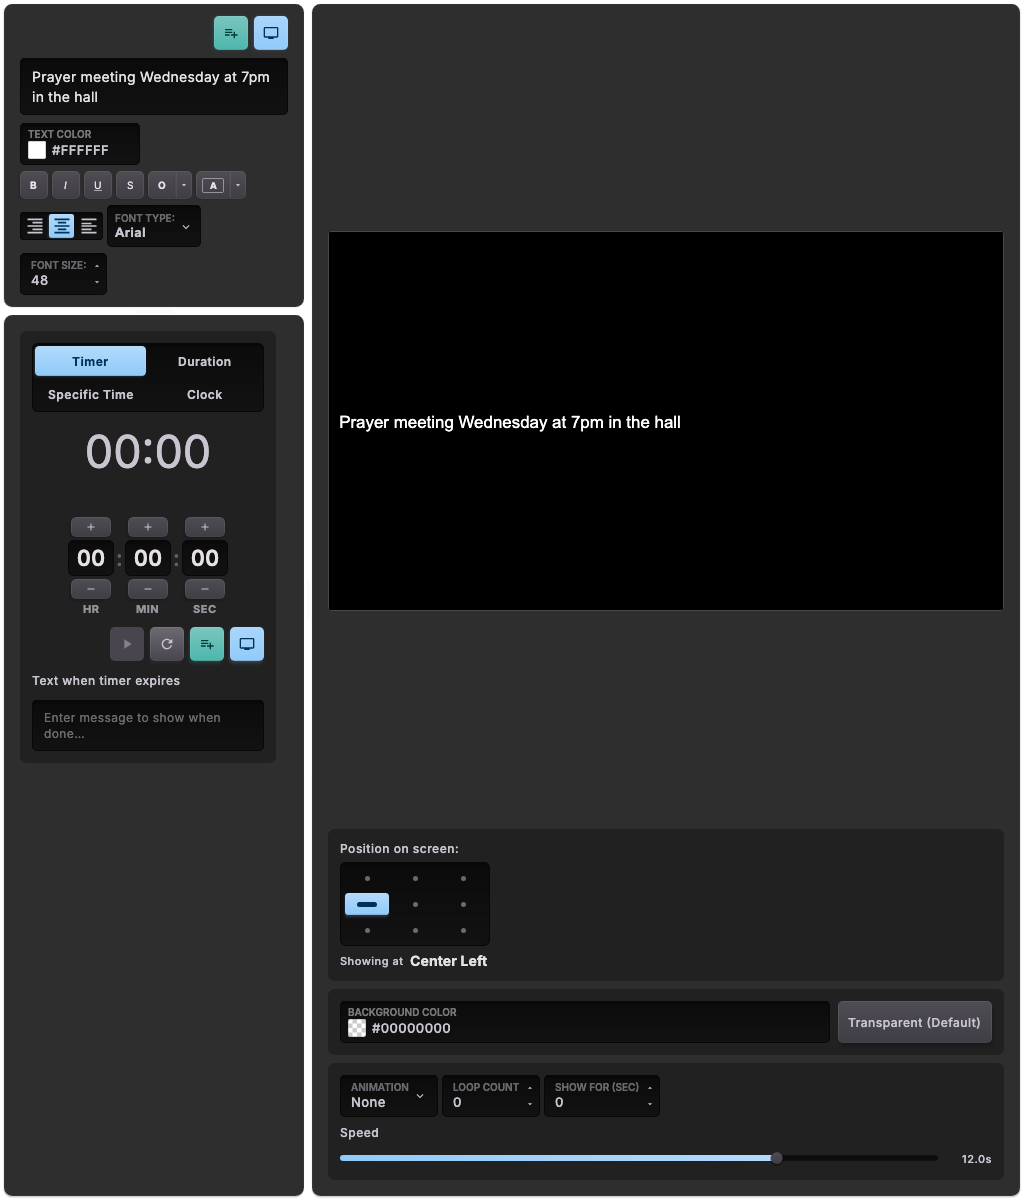 Prayer meeting Wednesday at 7pm
in the hall
TEXT COLOR
#FFFFFF
B I U S O A
FONT TYPE:
Arial
FONT SIZE:
48
Timer Duration
Specific Time Clock
00:00
+ + +
00 : 00 : 00
− − −
HR MIN SEC
Text when timer expires
Enter message to show when
done...
Prayer meeting Wednesday at 7pm in the hall
Position on screen:
Showing at Center Left
BACKGROUND COLOR
#00000000
Transparent (Default)
ANIMATION LOOP COUNT SHOW FOR (SEC)
None 0 0
Speed
12.0s